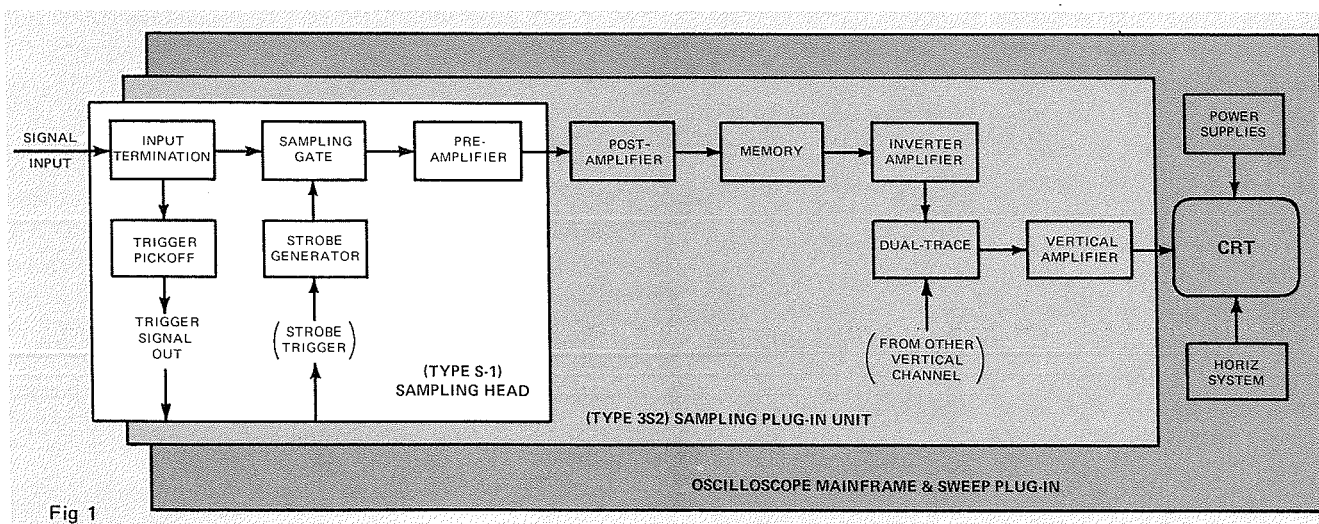 SIGNAL
INPUT
INPUT
TERMINATION
SAMPLING
GATE
PRE-
AMPLIFIER
POST-
AMPLIFIER
MEMORY
INVERTER
AMPLIFIER
POWER
SUPPLIES
TRIGGER
PICKOFF
STROBE
GENERATOR
DUAL-TRACE
VERTICAL
AMPLIFIER
CRT
TRIGGER
SIGNAL
OUT
(STROBE
TRIGGER)
(FROM OTHER
VERTICAL
CHANNEL)
HORIZ
SYSTEM
(TYPE S-1)
SAMPLING HEAD
(TYPE 3S2) SAMPLING PLUG-IN UNIT
OSCILLOSCOPE MAINFRAME & SWEEP PLUG-IN
Fig 1